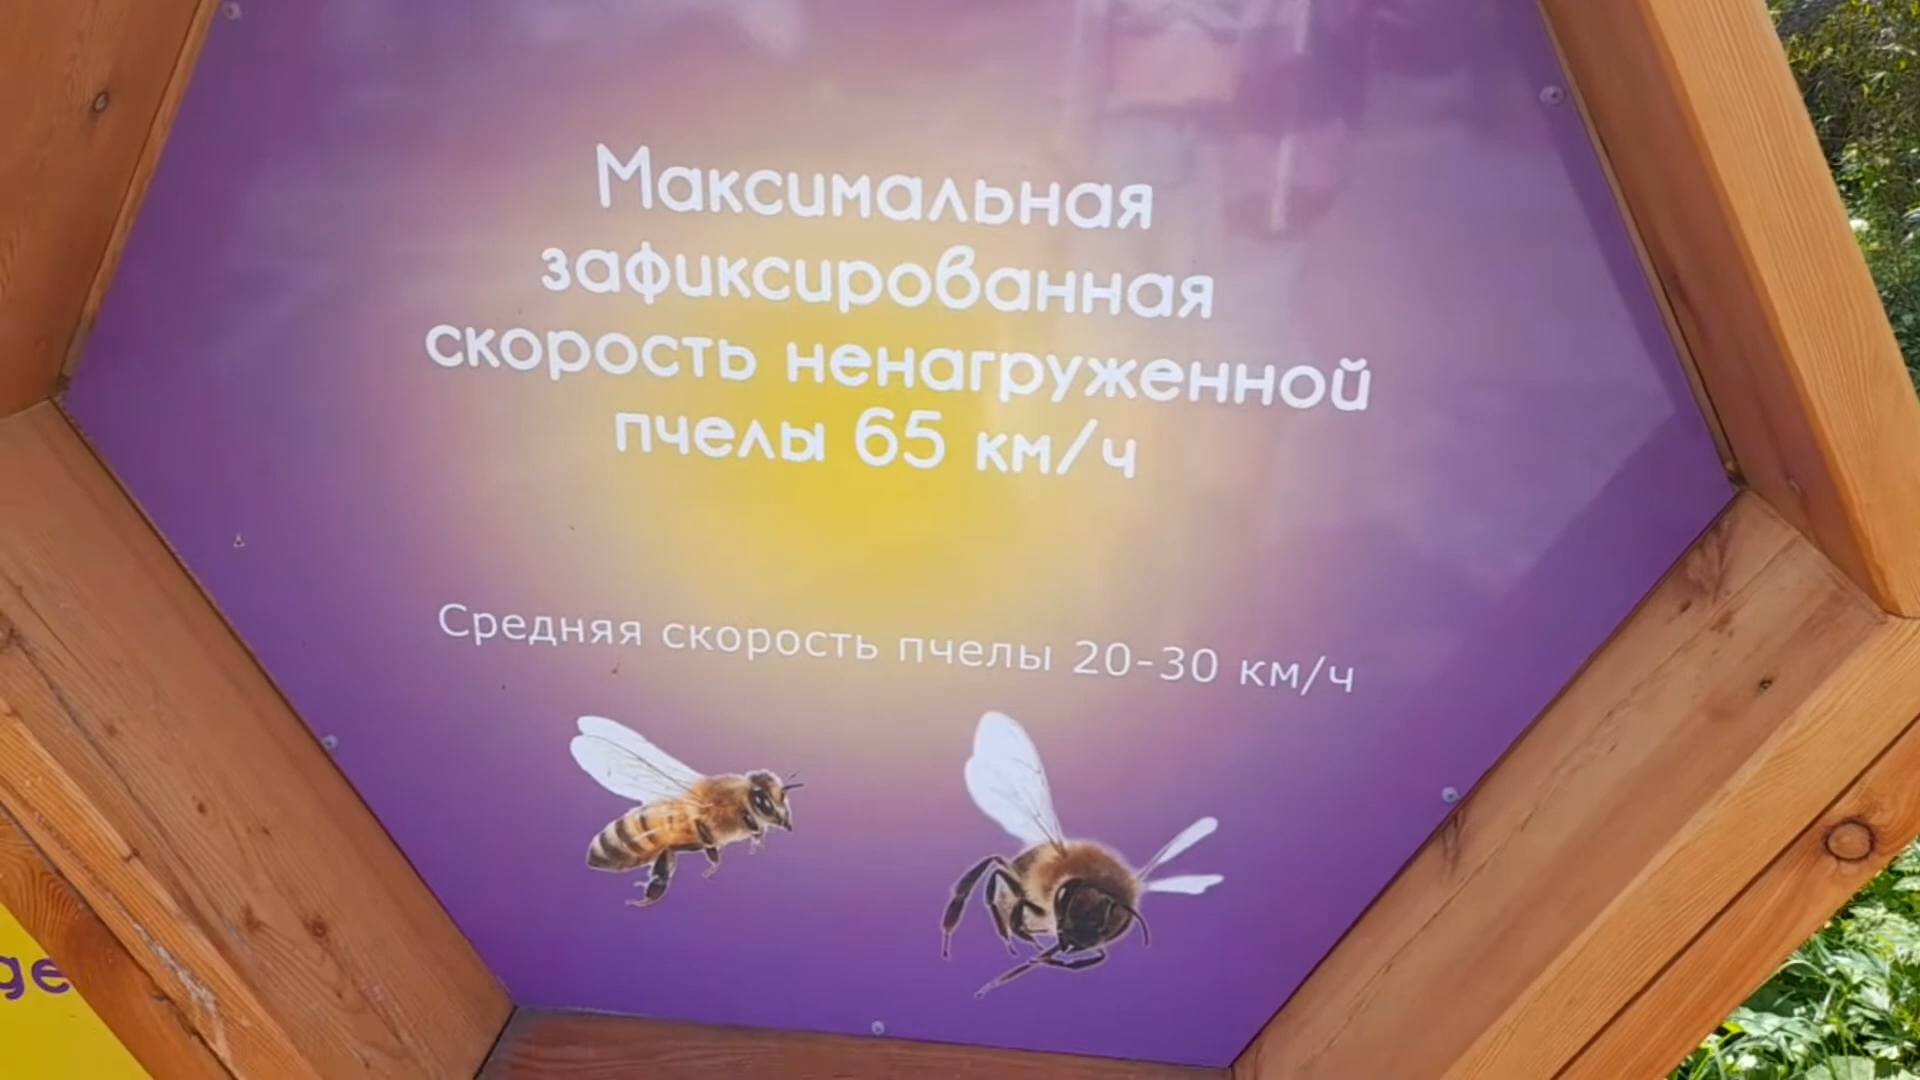 Максимальная
зафиксированная
скорость ненагруженной
пчелы 65 км/ч
Средняя скорость пчелы 20-30 км/ч